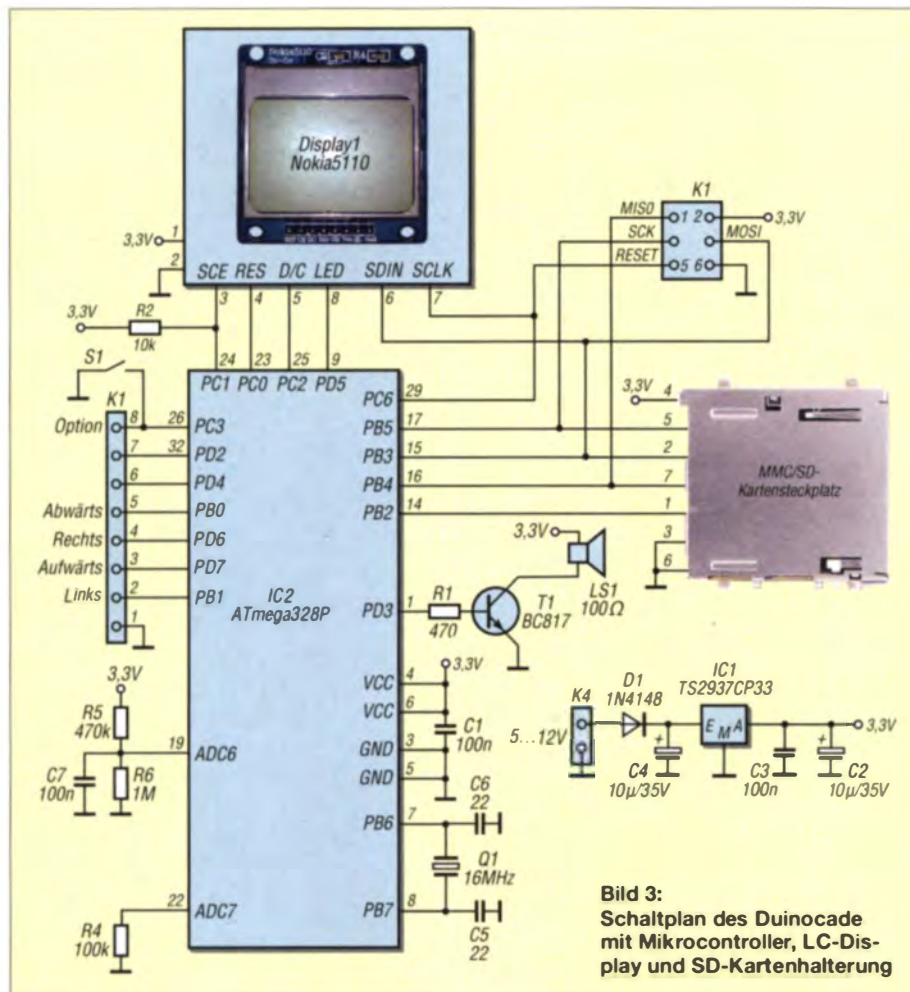 Display1
Nokia5110
3,3V
1
2
SCE RES D/C LED SDIN SCLK
3 4 5 8 6 7
K1
MISO 1 2 3,3V
SCK MOSI
RESET 5 6
3,3V
R2
10k
S1
24 23 25 9
PC1 PC0 PC2 PD5
K1
Option 8 26 PC3
7 32 PD2
6 PD4
Abwärts 5 PB0
Rechts 4 PD6
Aufwärts 3 PD7
Links 2 PB1
1
PC6 29
PB5 17
PB3 15
PB4 16
PB2 14
3,3V 4
5
2
7
1
3
6
MMC/SD-
Kartensteckplatz
IC2
ATmega328P
PD3 1
R1
470
T1
BC817
3,3V
LS1
100Ω
3,3V
R5
470k
C7
100n
R6
1M
19 ADC6
22 ADC7
R4
100k
3,3V
VCC 4
VCC 6
GND 3
GND 5
C1
100n
PB6 7
PB7 8
C6
22
Q1
16MHz
C5
22
K4
5...12V
D1
1N4148
IC1
TS2937CP33
E M A
3,3V
+
C4
10µ/35V
C3
100n
+
C2
10µ/35V
Bild 3:
Schaltplan des Duinocade
mit Mikrocontroller, LC-Dis-
play und SD-Kartenhalterung